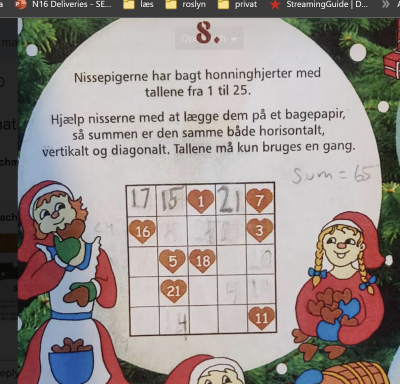 N16 Deliveries - SE...
læs
roslyn
privat
StreamingGuide | D...
8.
Nissepigerne har bagt honninghjerter med
tallene fra 1 til 25.
Hjælp nisserne med at lægge dem på et bagepapir,
så summen er den samme både horisontalt,
vertikalt og diagonalt. Tallene må kun bruges en gang.
Sum = 65
17 15 1 21 7
16 3
5 18
21
11